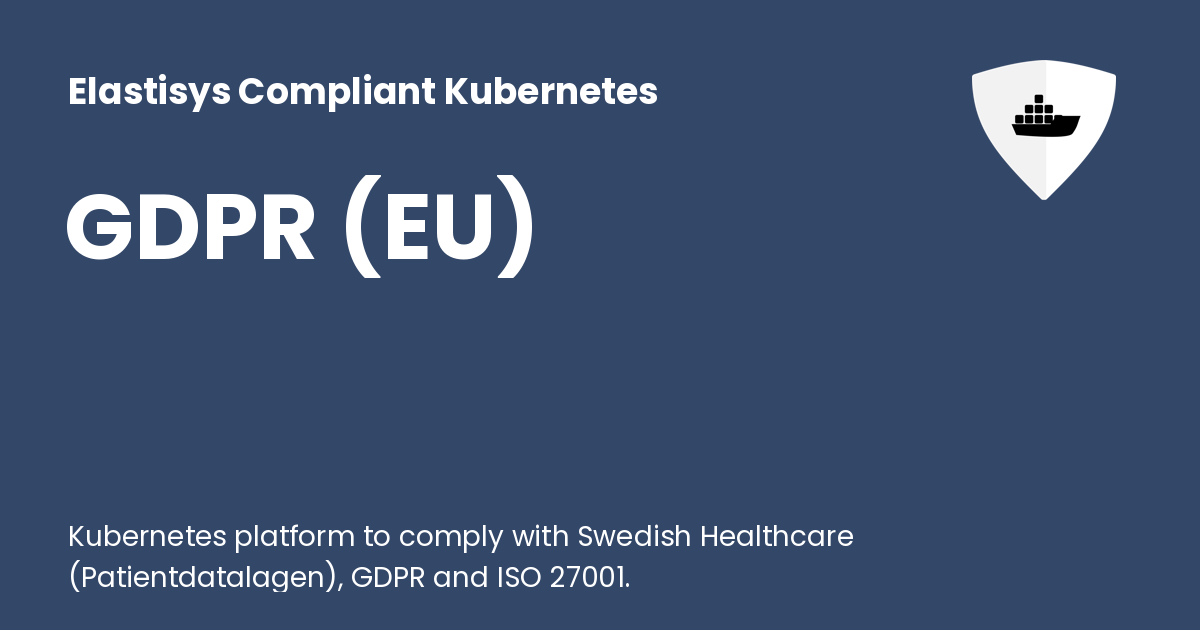 Elastisys Compliant Kubernetes
GDPR (EU)
Kubernetes platform to comply with Swedish Healthcare
(Patientdatalagen), GDPR and ISO 27001.